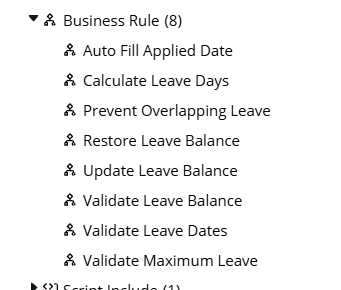 Business Rule (8)
Auto Fill Applied Date
Calculate Leave Days
Prevent Overlapping Leave
Restore Leave Balance
Update Leave Balance
Validate Leave Balance
Validate Leave Dates
Validate Maximum Leave
Script Include (1)